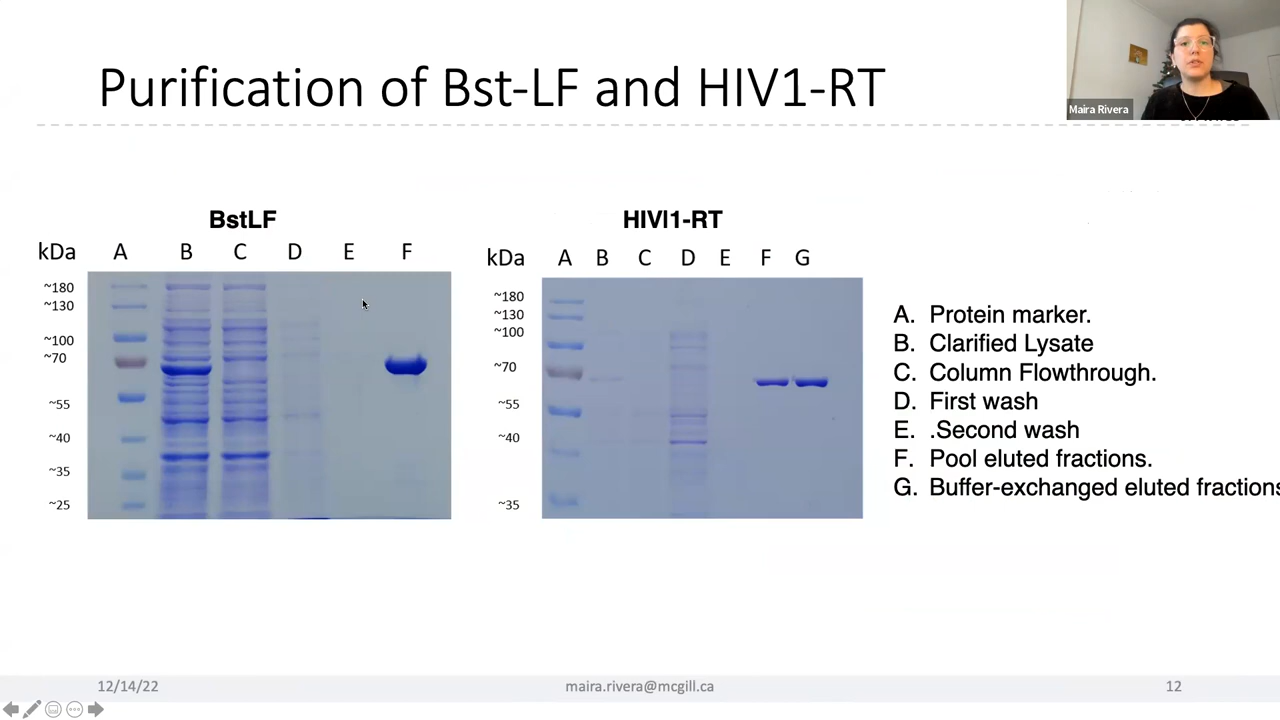 Purification of Bst-LF and HIV1-RT
Maira Rivera
BstLF
kDa A B C D E F
~180
~130
~100
~70
~55
~40
~35
~25
HIVl1-RT
kDa A B C D E F G
~180
~130
~100
~70
~55
~40
~35
A. Protein marker.
B. Clarified Lysate
C. Column Flowthrough.
D. First wash
E. .Second wash
F. Pool eluted fractions.
G. Buffer-exchanged eluted fractions
12/14/22 maira.rivera@mcgill.ca 12